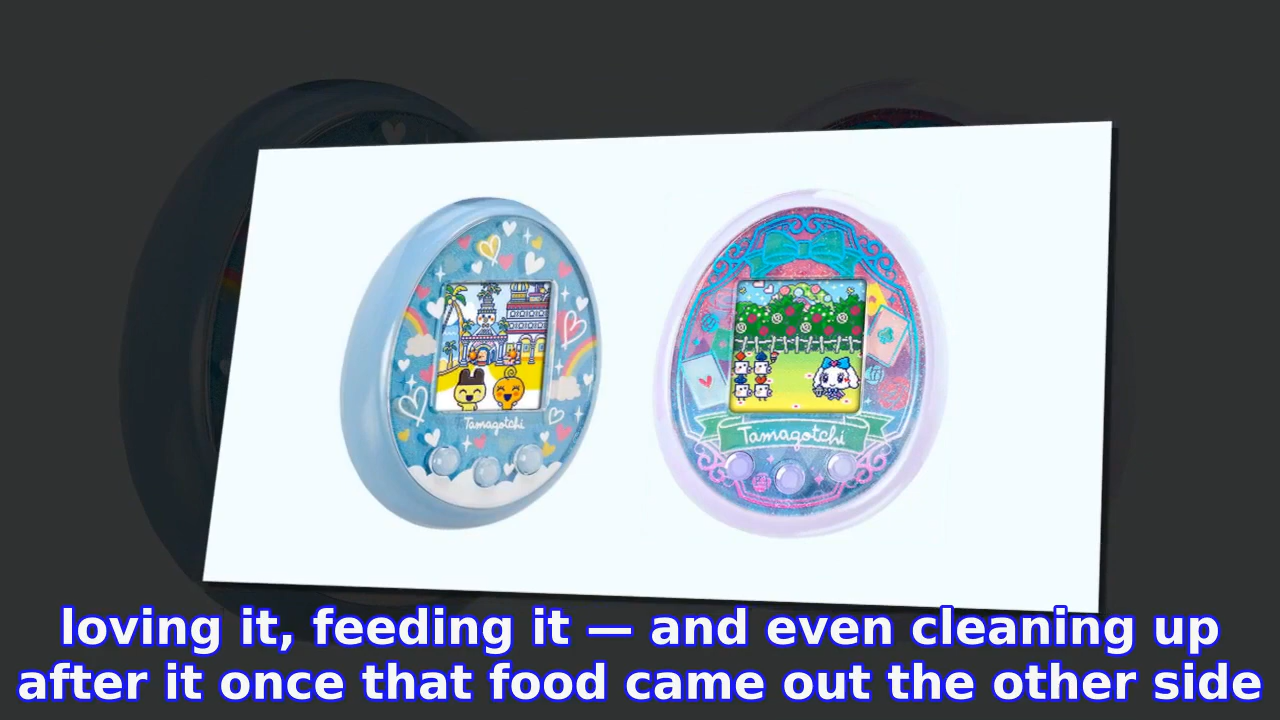 Tamagotchi
Tamagotchi
loving it, feeding it — and even cleaning up
after it once that food came out the other side